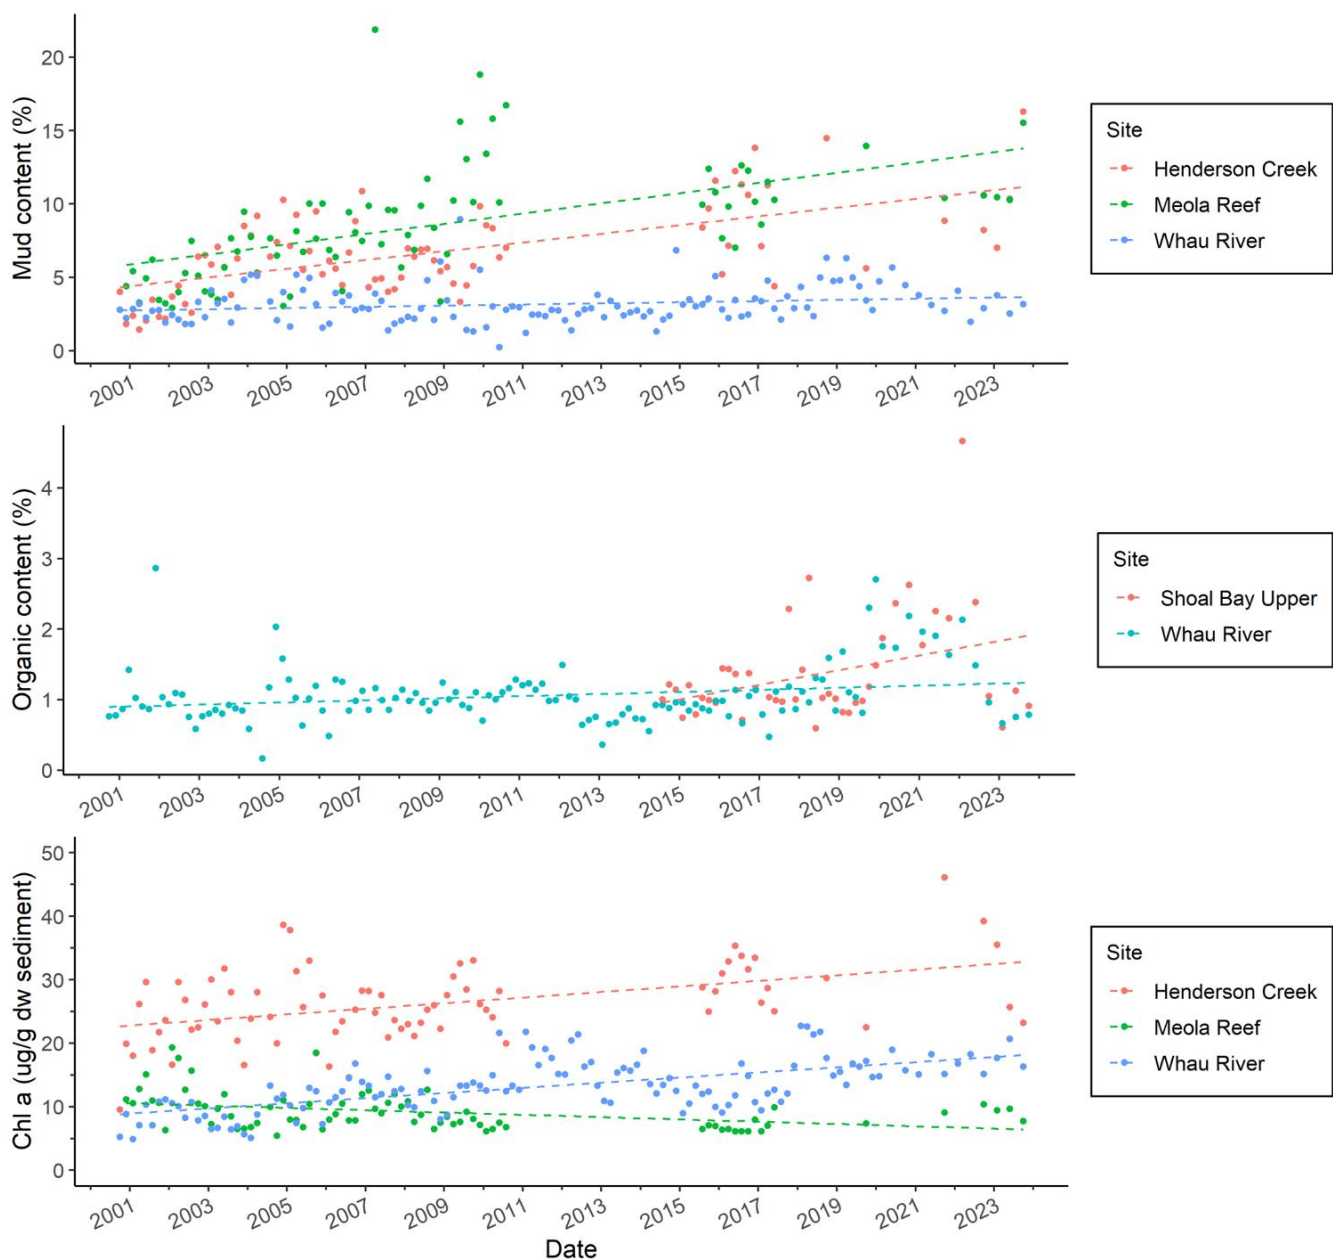 Mud content (%)
20
15
10
5
0
2001 2003 2005 2007 2009 2011 2013 2015 2017 2019 2021 2023
Site
Henderson Creek
Meola Reef
Whau River
Organic content (%)
4
3
2
1
0
2001 2003 2005 2007 2009 2011 2013 2015 2017 2019 2021 2023
Site
Shoal Bay Upper
Whau River
Chl a (ug/g dw sediment)
50
40
30
20
10
0
2001 2003 2005 2007 2009 2011 2013 2015 2017 2019 2021 2023
Date
Site
Henderson Creek
Meola Reef
Whau River